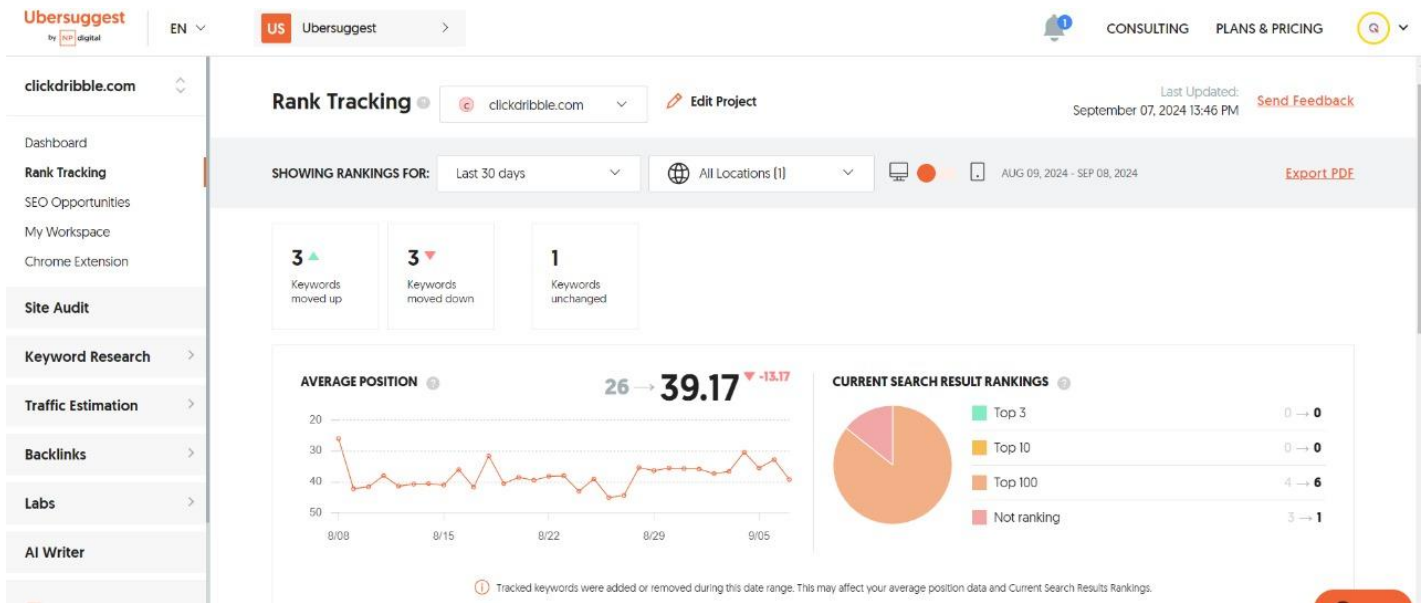 Ubersuggest
by NP digital
EN
US Ubersuggest
1
CONSULTING
PLANS & PRICING
Q
clickdribble.com
Dashboard
Rank Tracking
SEO Opportunities
My Workspace
Chrome Extension
Site Audit
Keyword Research
Traffic Estimation
Backlinks
Labs
AI Writer
Rank Tracking ?
c clickdribble.com
Edit Project
Last Updated:
September 07, 2024 13:46 PM
Send Feedback
SHOWING RANKINGS FOR:
Last 30 days
All Locations (1)
AUG 09, 2024 - SEP 08, 2024
Export PDF
3
Keywords
moved up
3
Keywords
moved down
1
Keywords
unchanged
AVERAGE POSITION ?
26 → 39.17 -13.17
20
30
40
50
8/08 8/15 8/22 8/29 9/05
CURRENT SEARCH RESULT RANKINGS ?
Top 3 0 → 0
Top 10 0 → 0
Top 100 4 → 6
Not ranking 3 → 1
Tracked keywords were added or removed during this date range. This may affect your average position data and Current Search Results Rankings.